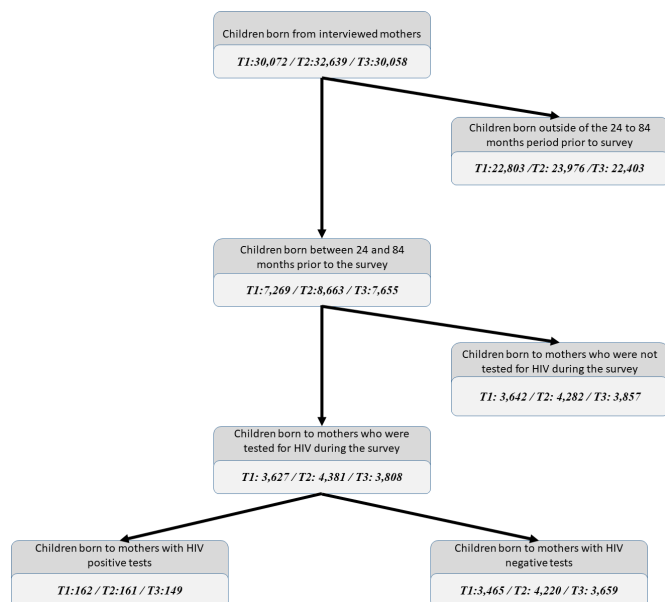 Children born from interviewed mothers
T1:30,072 / T2:32,639 / T3:30,058
Children born outside of the 24 to 84
months period prior to survey
T1:22,803 /T2: 23,976 /T3: 22,403
Children born between 24 and 84
months prior to the survey
T1:7,269 / T2:8,663 / T3:7,655
Children born to mothers who were not
tested for HIV during the survey
T1: 3,642 / T2: 4,282 / T3: 3,857
Children born to mothers who were
tested for HIV during the survey
T1: 3,627 / T2: 4,381 / T3: 3,808
Children born to mothers with HIV
positive tests
T1:162 / T2:161 / T3:149
Children born to mothers with HIV
negative tests
T1:3,465 / T2: 4,220 / T3: 3,659